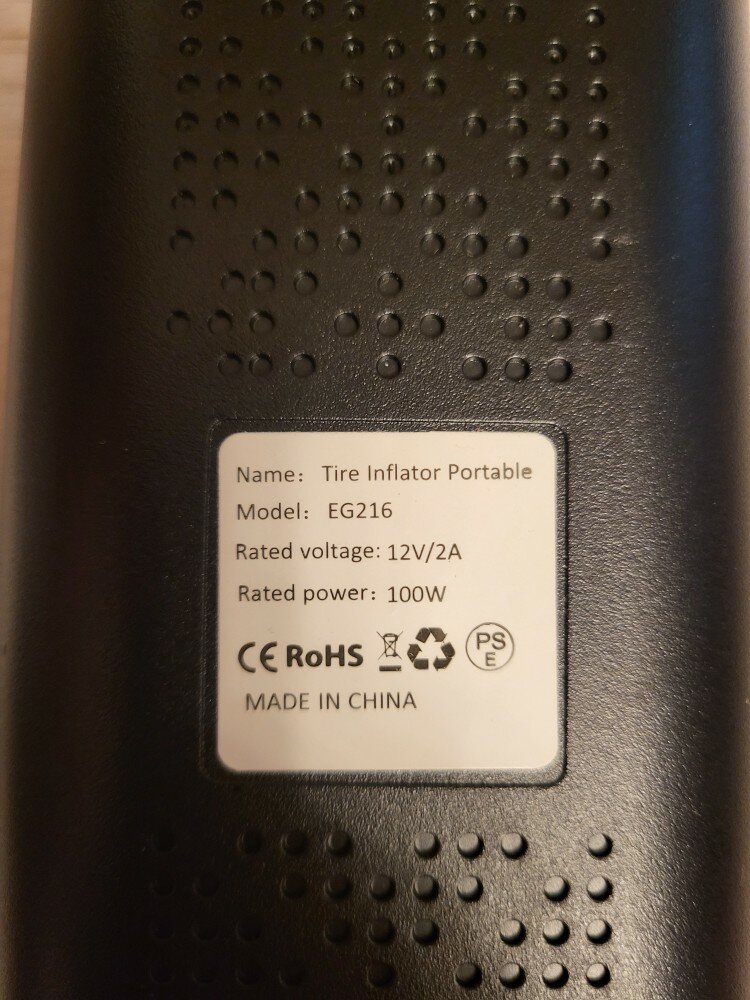 Name: Tire Inflator Portable
Model: EG216
Rated voltage: 12V/2A
Rated power: 100W
CE RoHS PS E
MADE IN CHINA